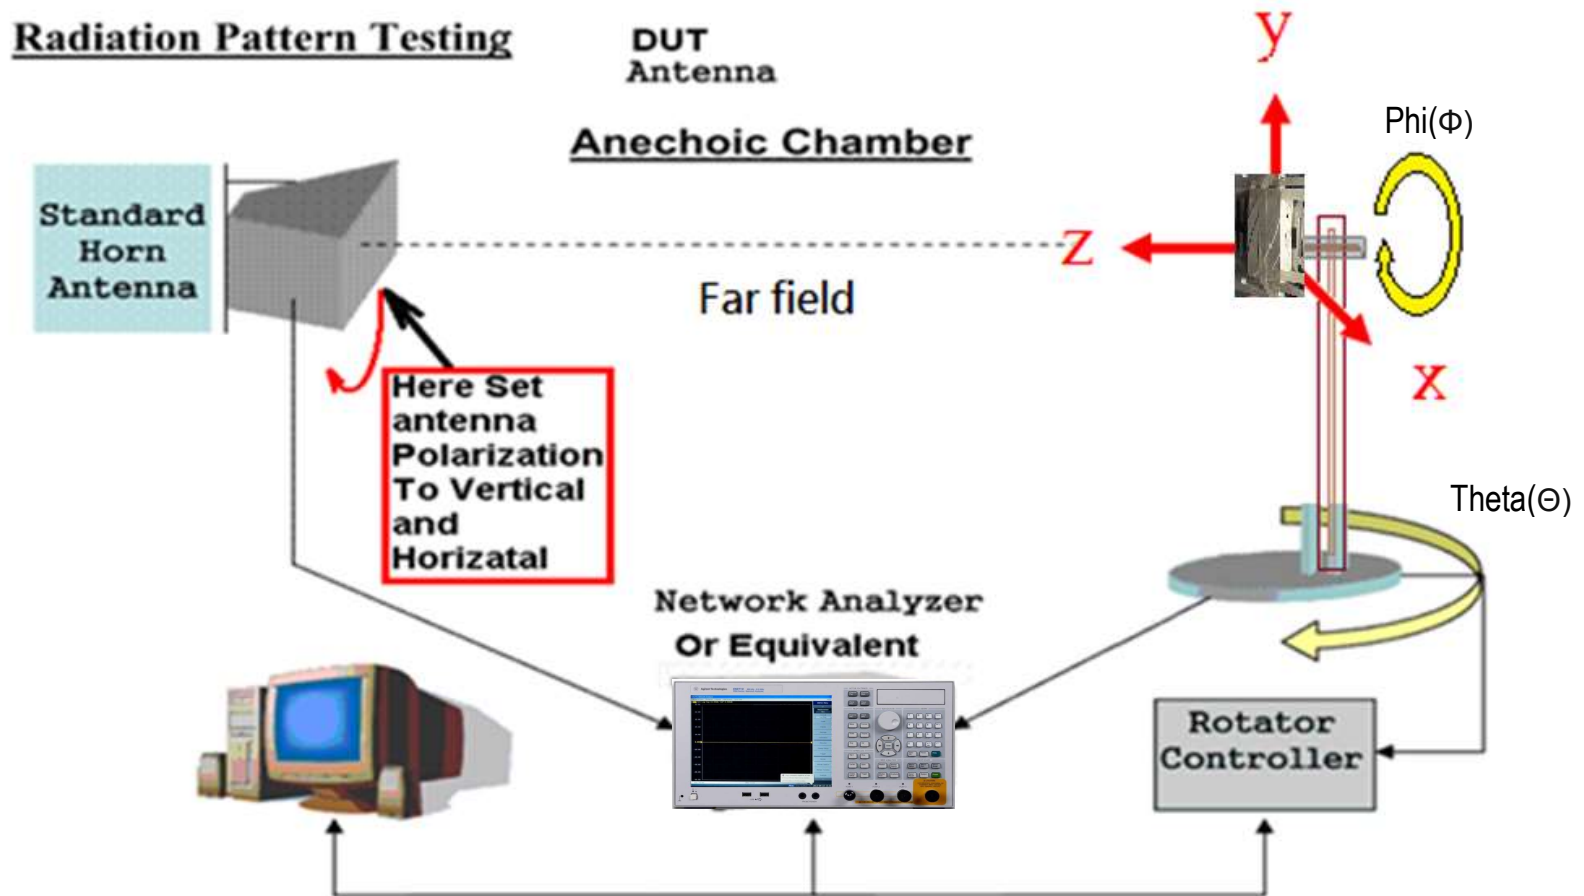 Radiation Pattern Testing
DUT
Antenna
y
Phi(Φ)
Anechoic Chamber
Standard
Horn
Antenna
z
Far field
x
Here Set
antenna
Polarization
To Vertical
and
Horizatal
Theta(Θ)
Network Analyzer
Or Equivalent
Rotator
Controller